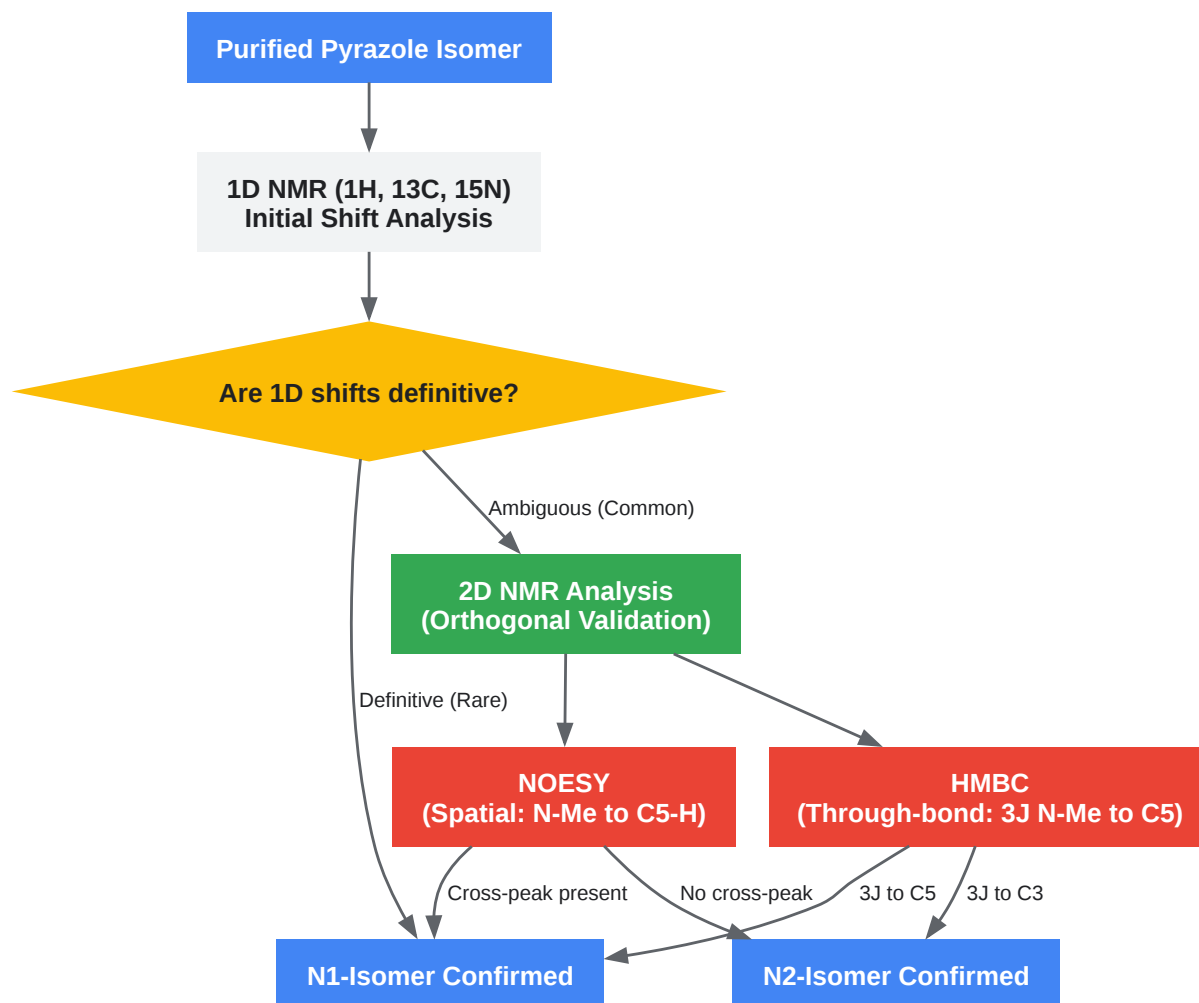 Purified Pyrazole Isomer
1D NMR (1H, 13C, 15N)
Initial Shift Analysis
Are 1D shifts definitive?
Ambiguous (Common)
2D NMR Analysis
(Orthogonal Validation)
Definitive (Rare)
NOESY
(Spatial: N-Me to C5-H)
HMBC
(Through-bond: 3J N-Me to C5)
Cross-peak present
No cross-peak
3J to C5
3J to C3
N1-Isomer Confirmed
N2-Isomer Confirmed